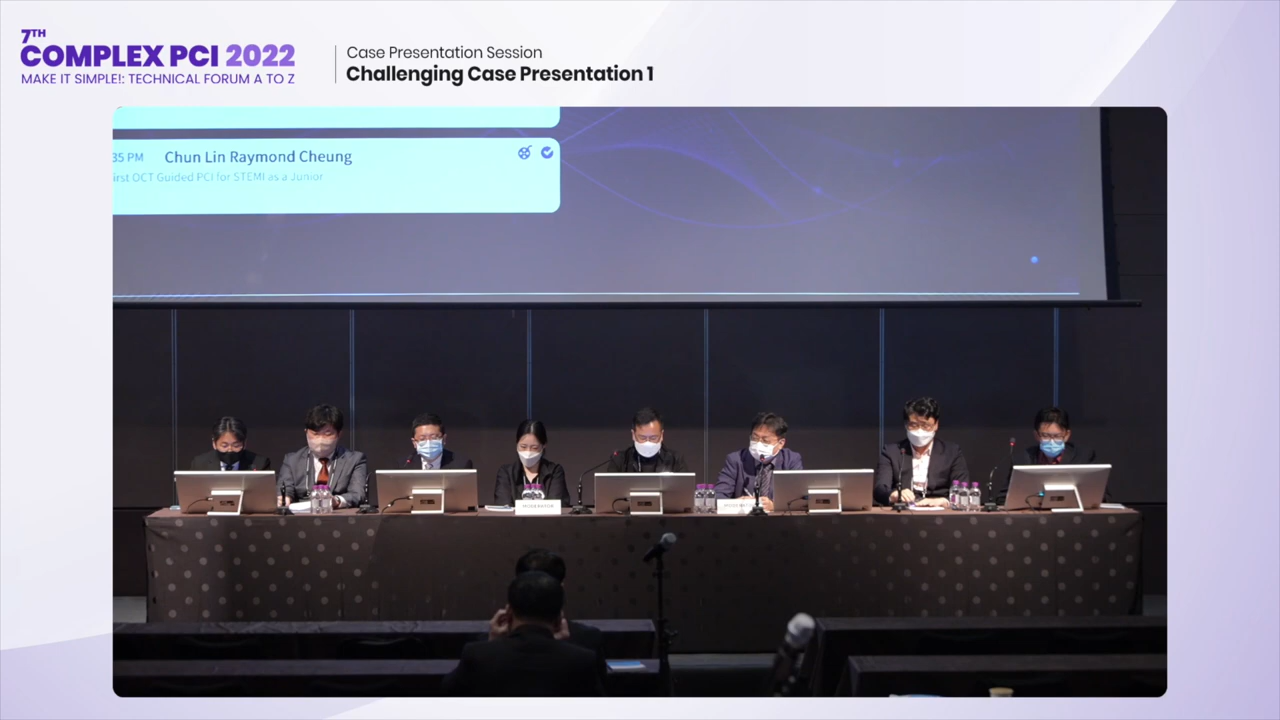 7TH
COMPLEX PCI 2022
MAKE IT SIMPLE!: TECHNICAL FORUM A TO Z
Case Presentation Session
Challenging Case Presentation 1
35 PM Chun Lin Raymond Cheung
irst OCT Guided PCI for STEMI as a Junior
MODERATOR